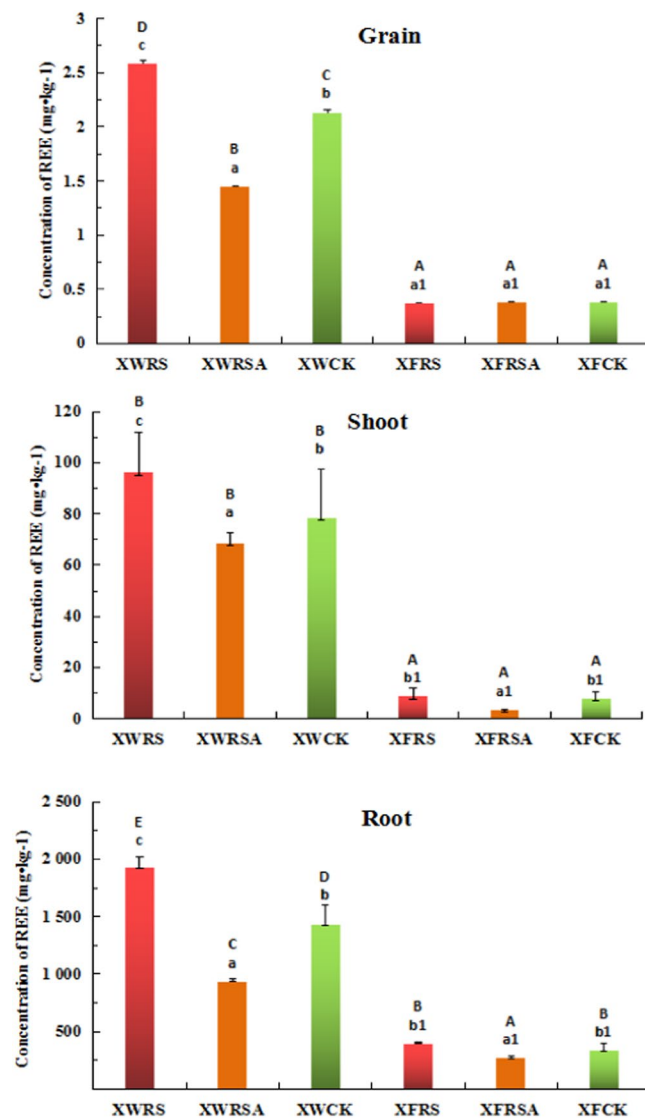 Grain
Concentration of REE (mg•kg-1)
3
2.5
2
1.5
1
0.5
0
D
c
B
a
C
b
A
a1
A
a1
A
a1
XWRS XWRSA XWCK XFRS XFRSA XFCK
Shoot
Concentration of REE (mg•kg-1)
120
100
80
60
40
20
0
B
c
B
a
B
b
A
b1
A
a1
A
b1
XWRS XWRSA XWCK XFRS XFRSA XFCK
Root
Concentration of REE (mg•kg-1)
2 500
2 000
1 500
1 000
500
E
c
C
a
D
b
B
b1
A
a1
B
b1
XWRS XWRSA XWCK XFRS XFRSA XFCK